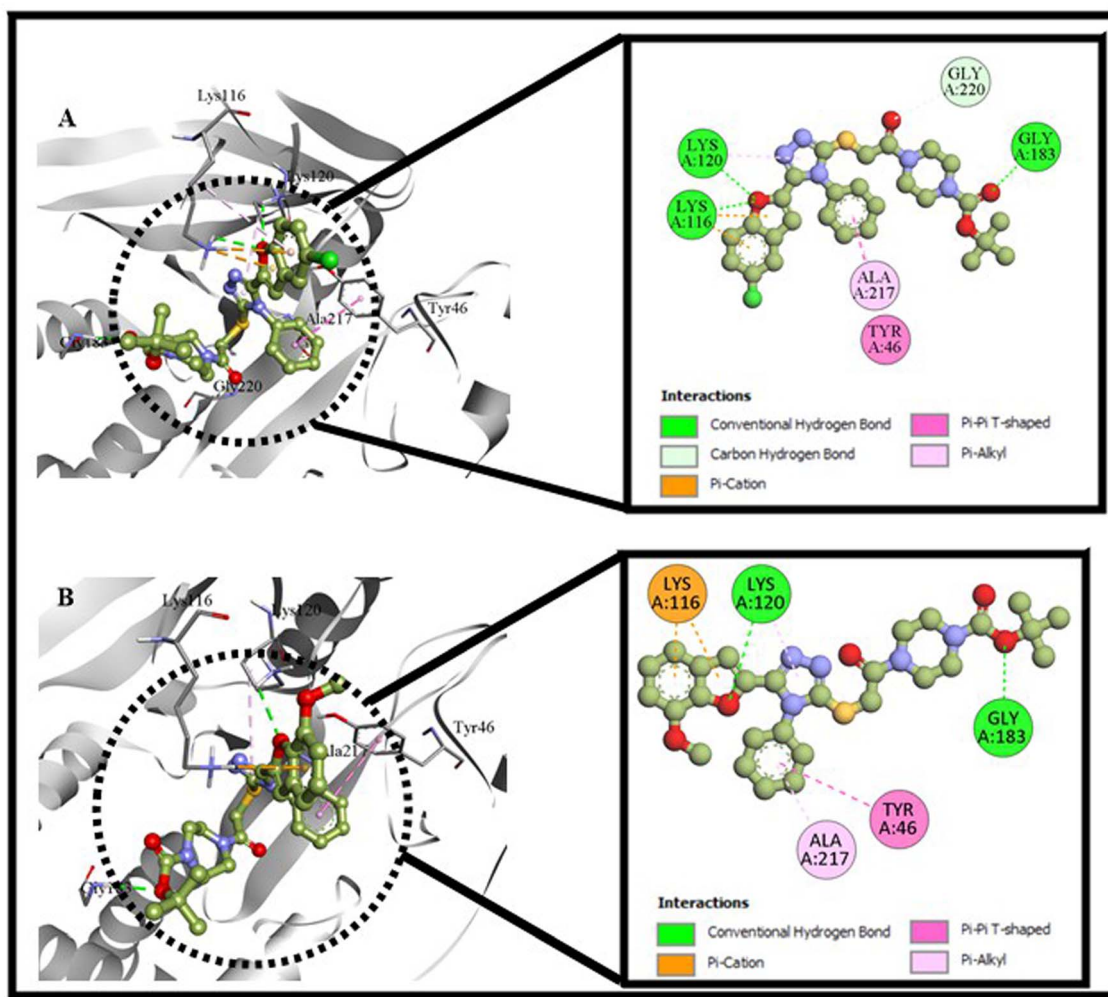 A
Lys116
Lys120
Tyr46
Ala217
Gly220
GLY
A:220
LYS
A:120
GLY
A:183
LYS
A:116
ALA
A:217
TYR
A:46
Interactions
Conventional Hydrogen Bond
Carbon Hydrogen Bond
Pi-Cation
Pi-Pi T-shaped
Pi-Alkyl
B
Lys116
Lys120
Tyr46
LYS
A:116
LYS
A:120
GLY
A:183
TYR
A:46
ALA
A:217
Interactions
Conventional Hydrogen Bond
Pi-Cation
Pi-Pi T-shaped
Pi-Alkyl